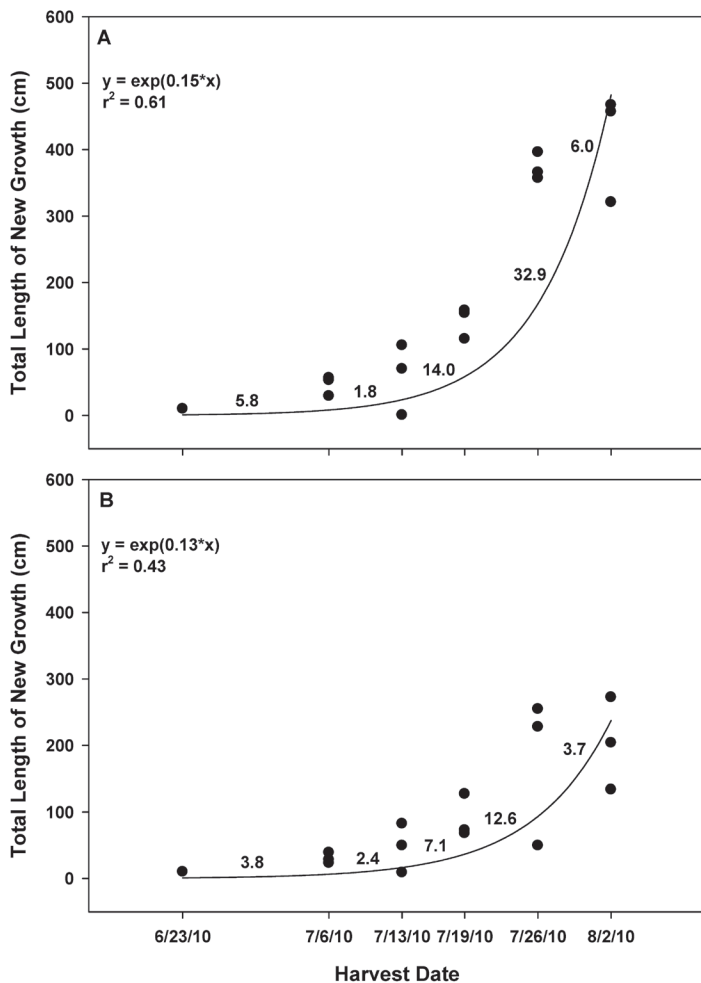 600
A
500
y = exp(0.15*x)
r² = 0.61
400
6.0
300
32.9
200
100
14.0
5.8
1.8
0
Total Length of New Growth (cm)
600
B
500
y = exp(0.13*x)
r² = 0.43
400
300
200
3.7
100
12.6
7.1
3.8
2.4
0
Total Length of New Growth (cm)
6/23/10 7/6/10 7/13/10 7/19/10 7/26/10 8/2/10
Harvest Date